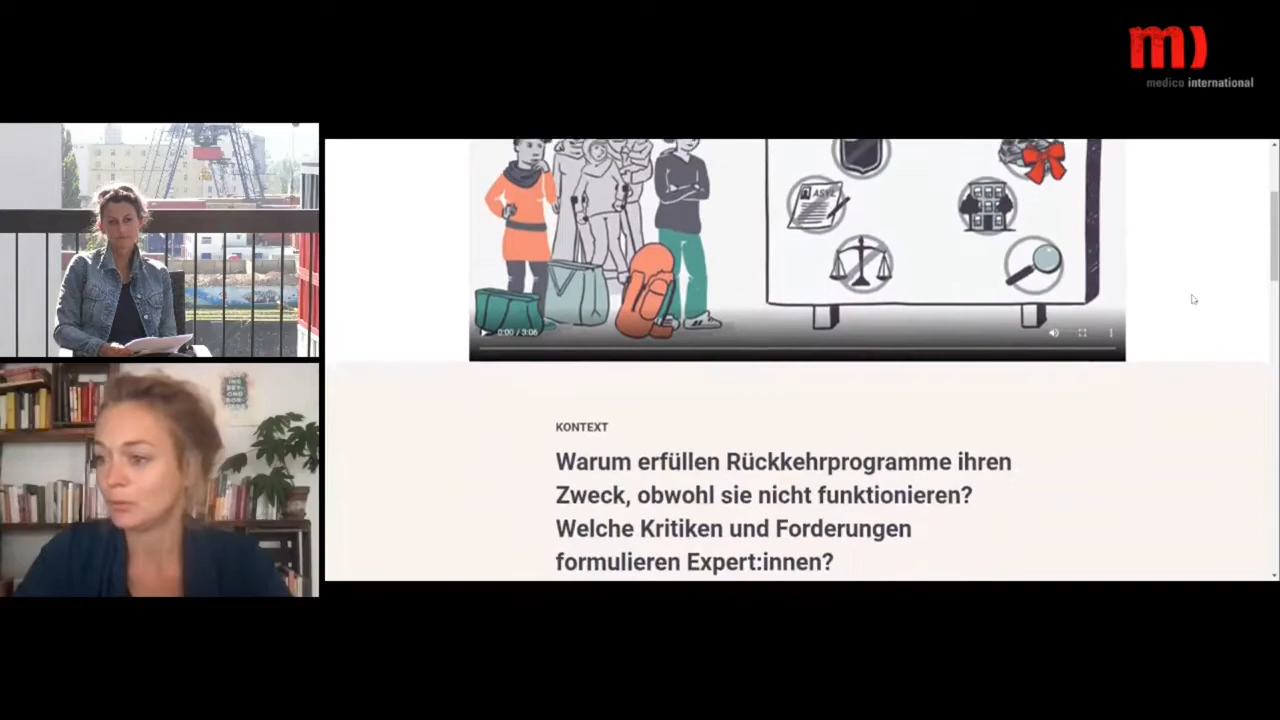 m)
medico international
ASYL
0:00 / 3:06
KONTEXT
Warum erfüllen Rückkehrprogramme ihren
Zweck, obwohl sie nicht funktionieren?
Welche Kritiken und Forderungen
formulieren Expert:innen?